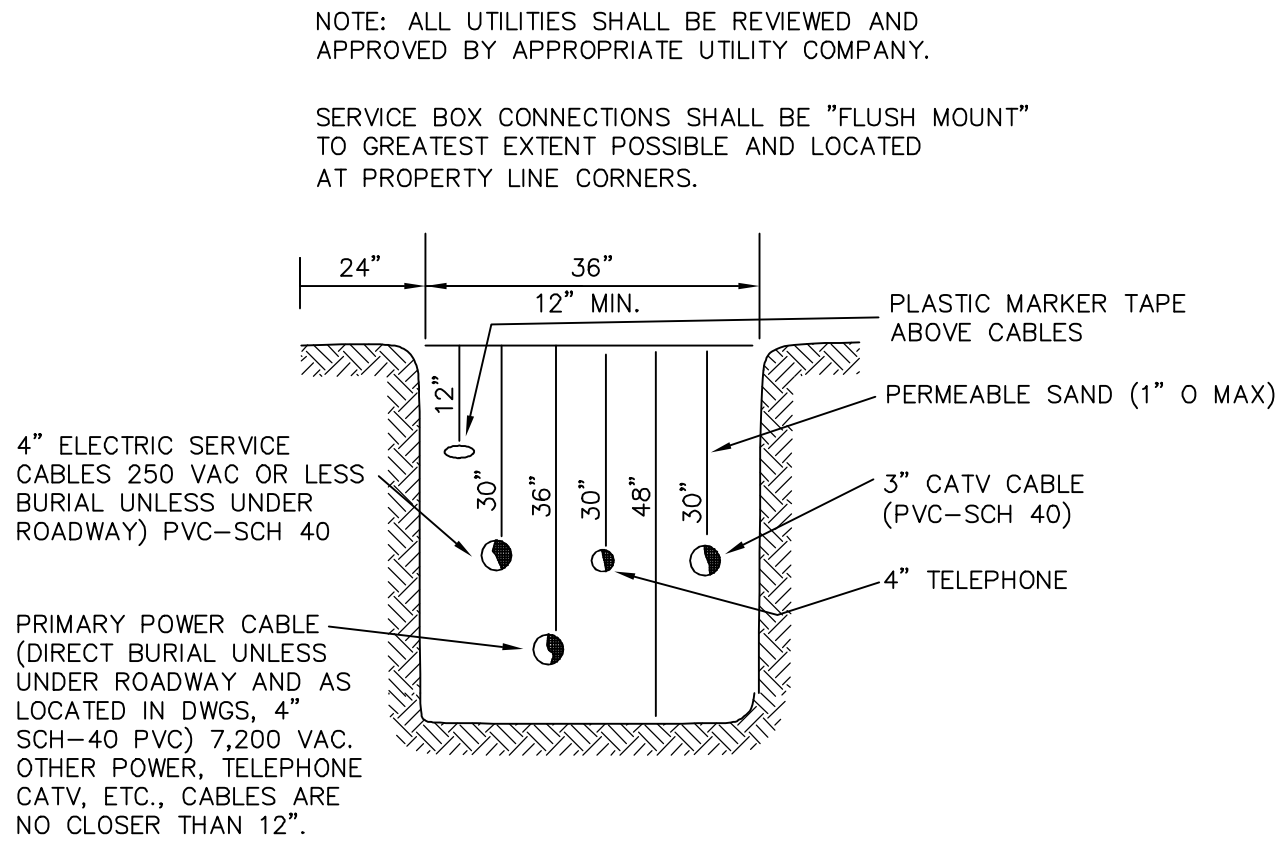 NOTE: ALL UTILITIES SHALL BE REVIEWED AND
APPROVED BY APPROPRIATE UTILITY COMPANY.
SERVICE BOX CONNECTIONS SHALL BE "FLUSH MOUNT"
TO GREATEST EXTENT POSSIBLE AND LOCATED
AT PROPERTY LINE CORNERS.
24"
36"
12" MIN.
PLASTIC MARKER TAPE
ABOVE CABLES
12"
PERMEABLE SAND (1" O MAX)
4" ELECTRIC SERVICE
CABLES 250 VAC OR LESS
BURIAL UNLESS UNDER
ROADWAY) PVC-SCH 40
30"
36"
30"
48"
30"
3" CATV CABLE
(PVC-SCH 40)
4" TELEPHONE
PRIMARY POWER CABLE
(DIRECT BURIAL UNLESS
UNDER ROADWAY AND AS
LOCATED IN DWGS, 4"
SCH-40 PVC) 7,200 VAC.
OTHER POWER, TELEPHONE
CATV, ETC., CABLES ARE
NO CLOSER THAN 12".